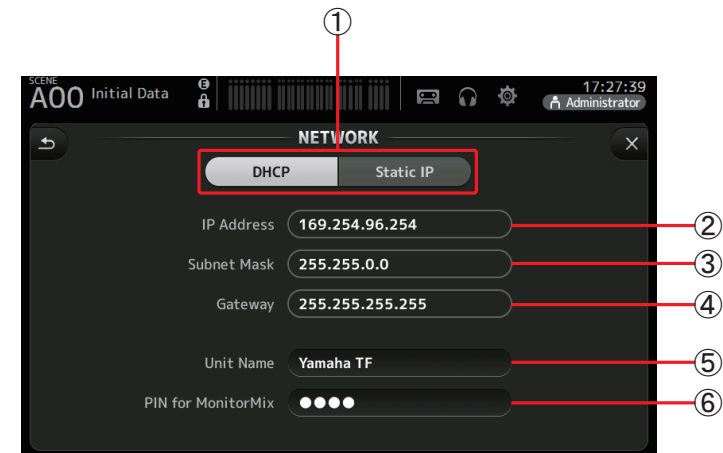 ①
SCENE
A00 Initial Data
E
17:27:39
Administrator
NETWORK
DHCP Static IP
IP Address 169.254.96.254 ②
Subnet Mask 255.255.0.0 ③
Gateway 255.255.255.255 ④
Unit Name Yamaha TF ⑤
PIN for MonitorMix ●●●● ⑥